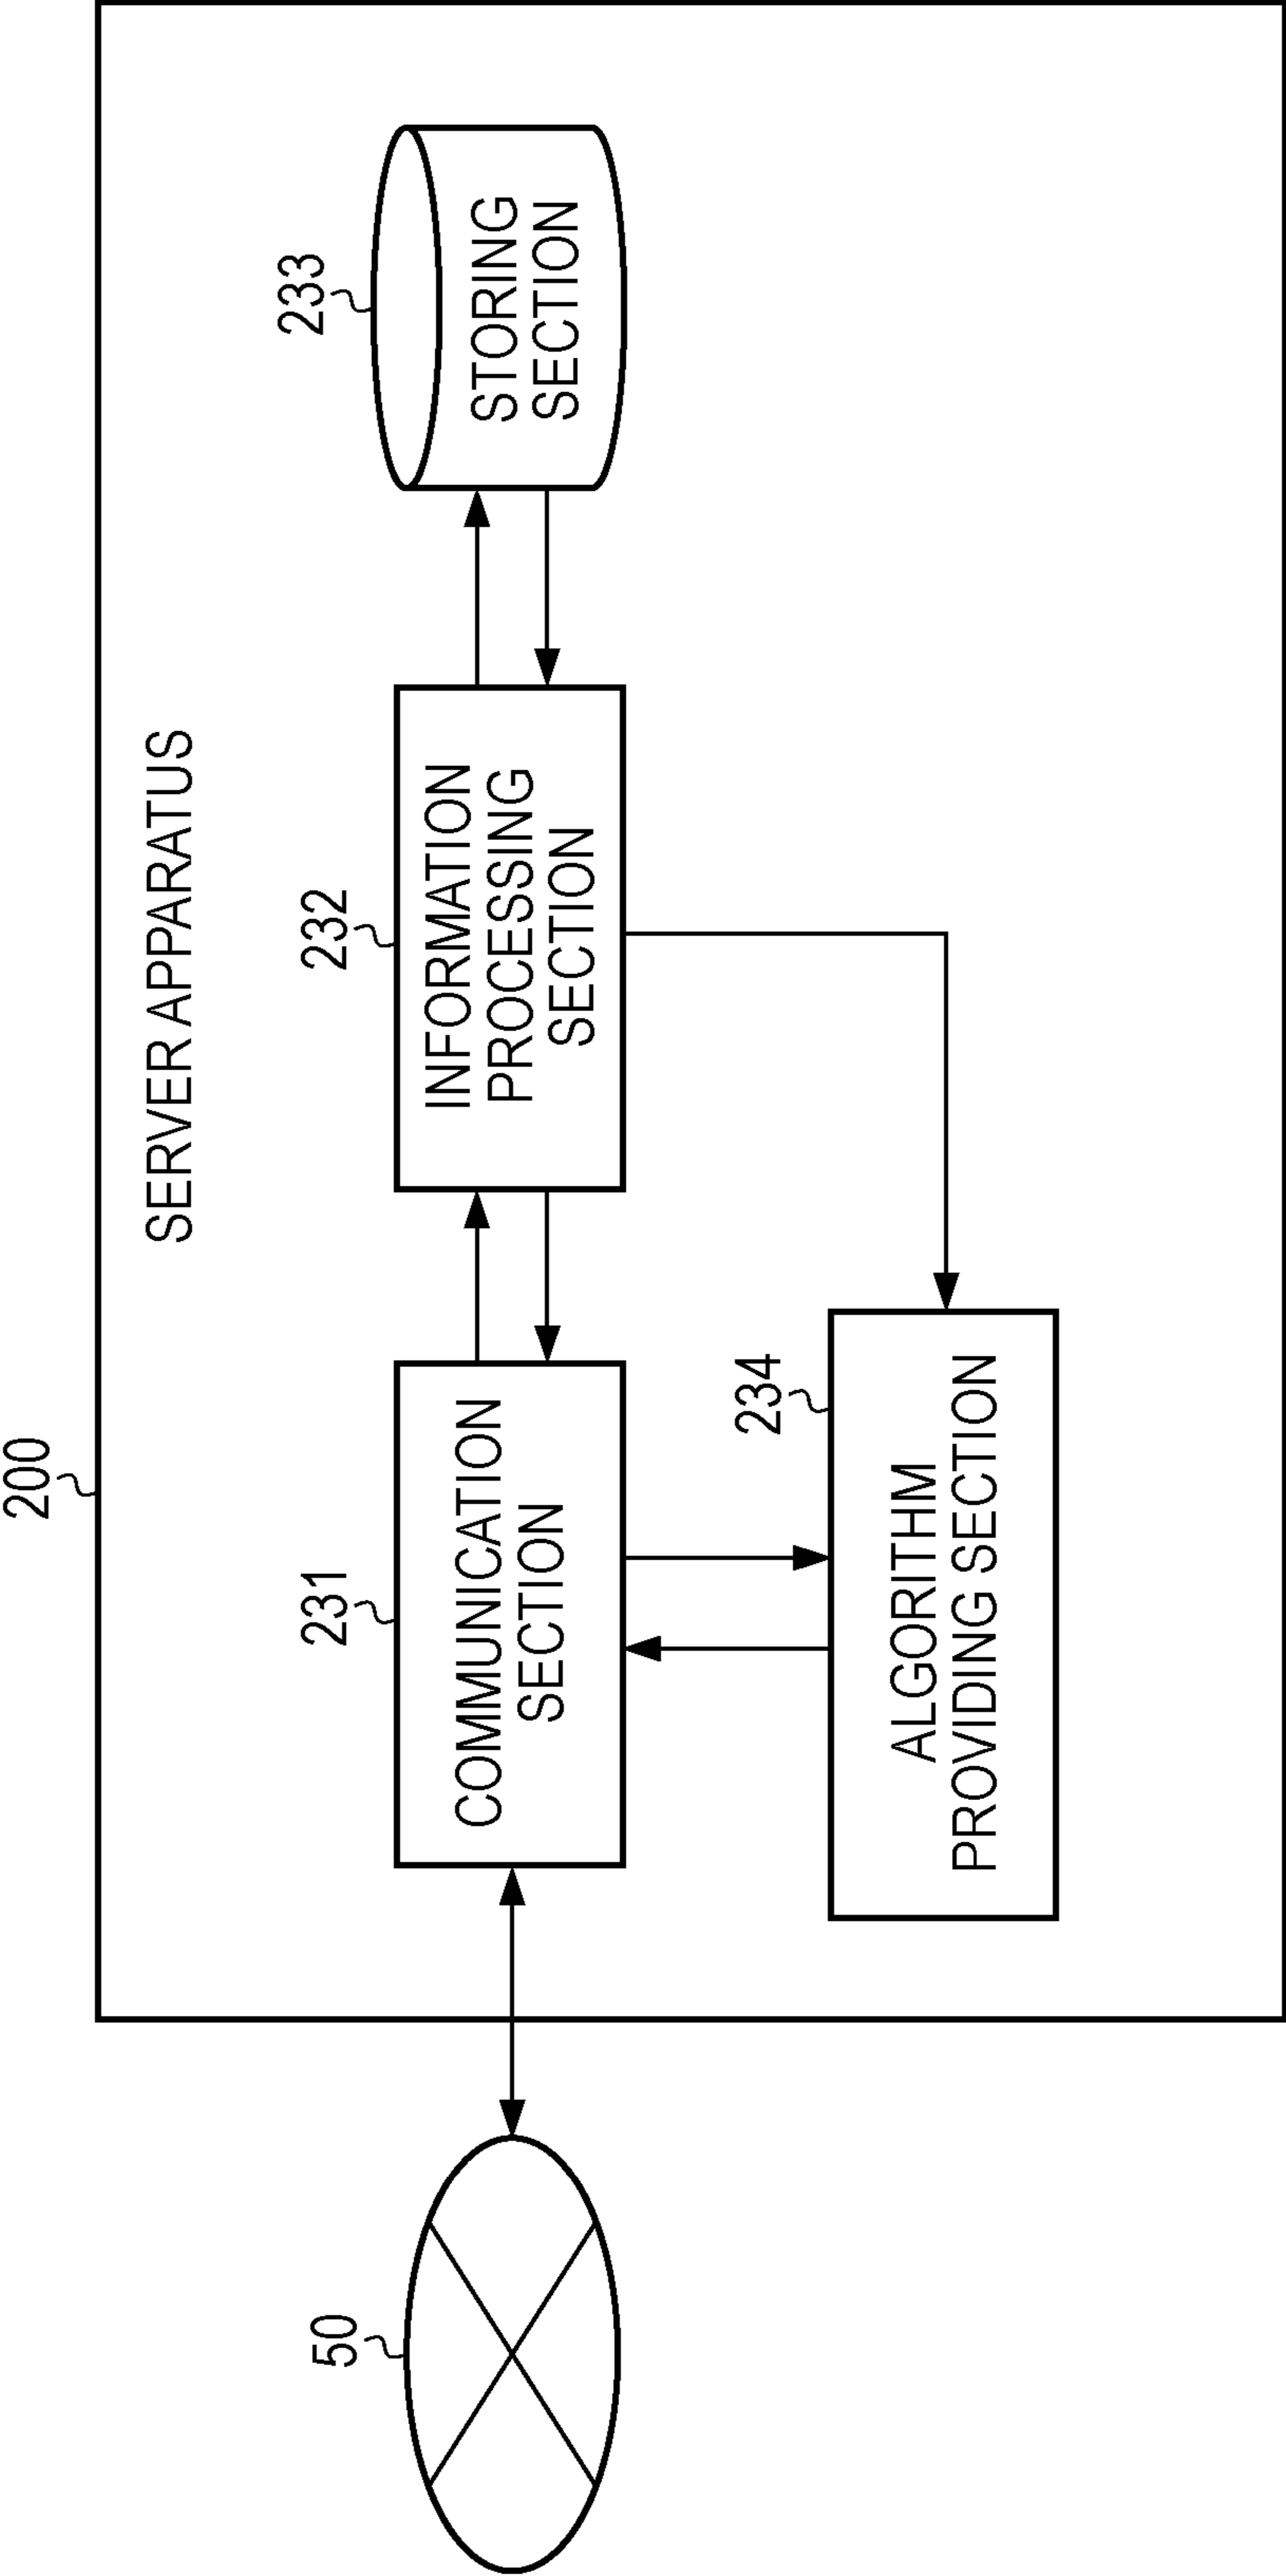 200
SERVER APPARATUS
50
231
COMMUNICATION
SECTION
232
INFORMATION
PROCESSING
SECTION
233
STORING
SECTION
234
ALGORITHM
PROVIDING SECTION